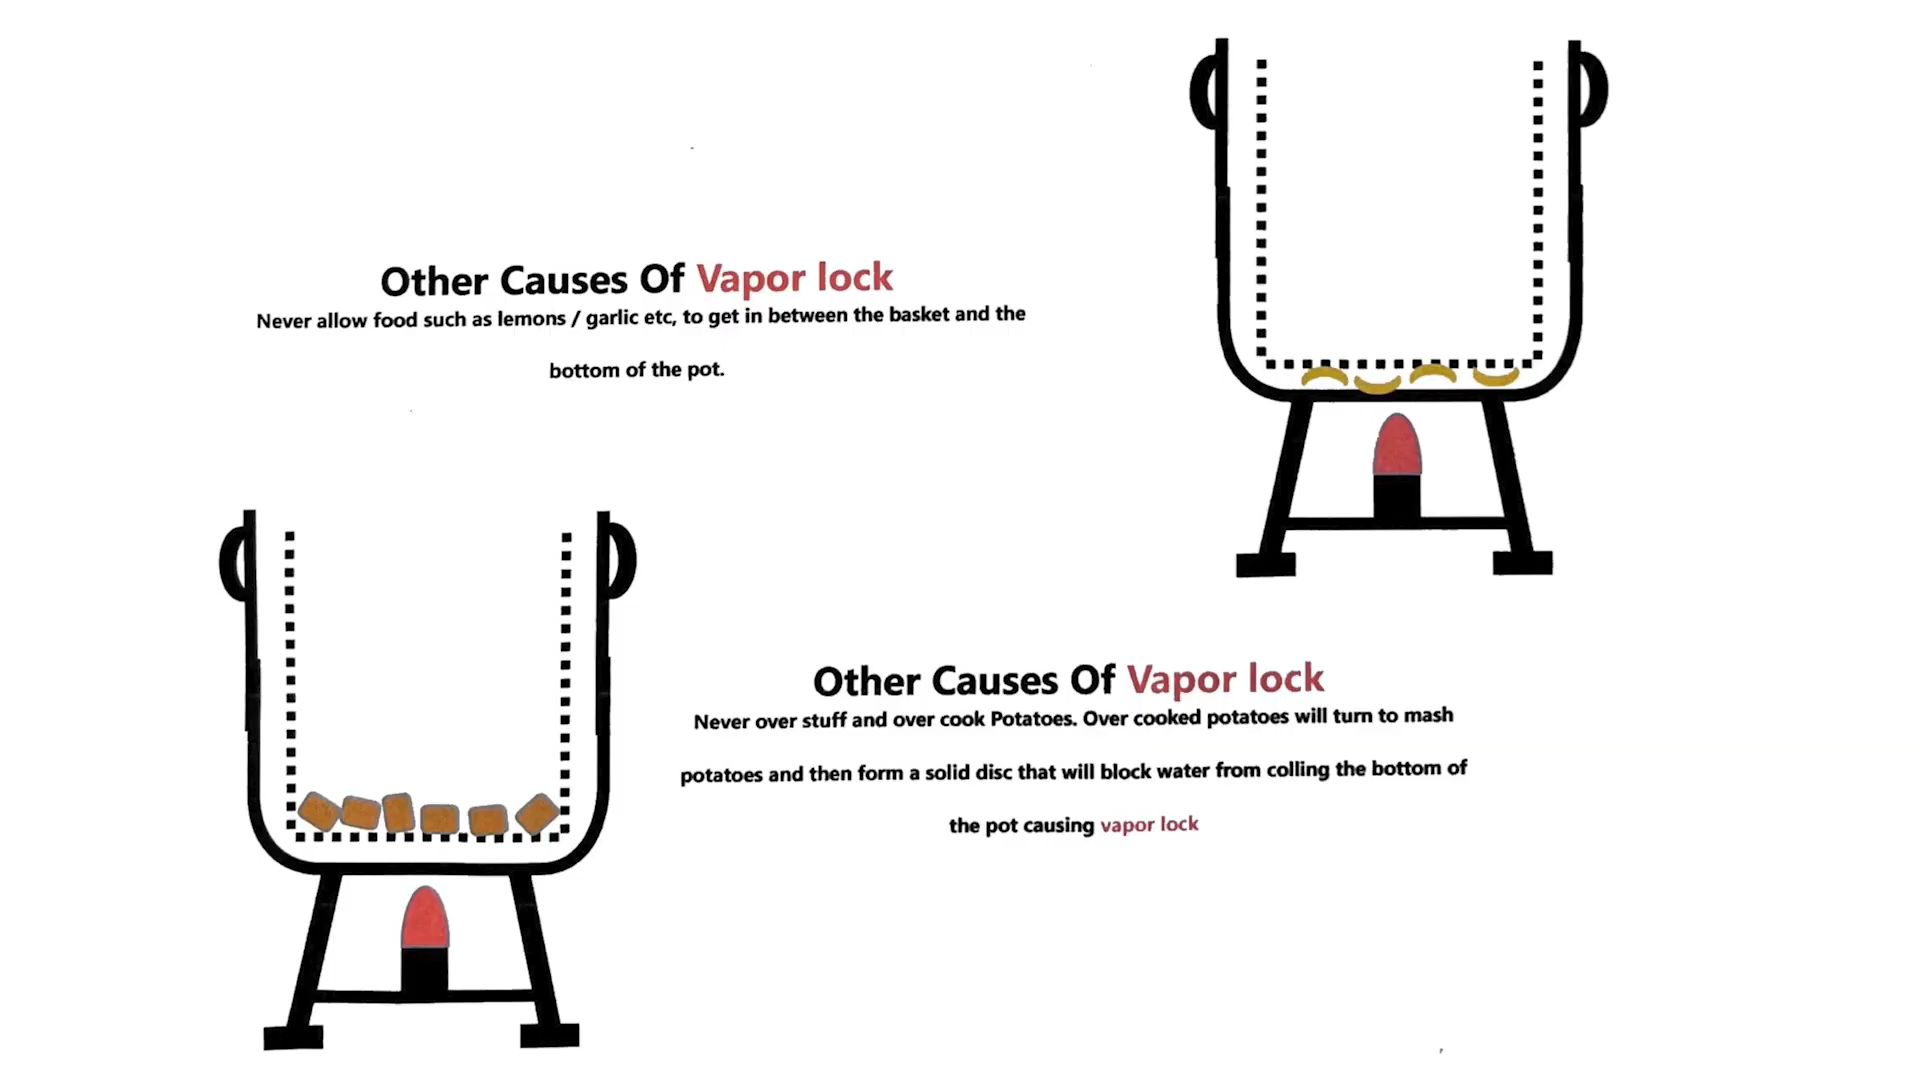 Other Causes Of Vapor lock
Never allow food such as lemons / garlic etc, to get in between the basket and the
bottom of the pot.
Other Causes Of Vapor lock
Never over stuff and over cook Potatoes. Over cooked potatoes will turn to mash
potatoes and then form a solid disc that will block water from colling the bottom of
the pot causing vapor lock